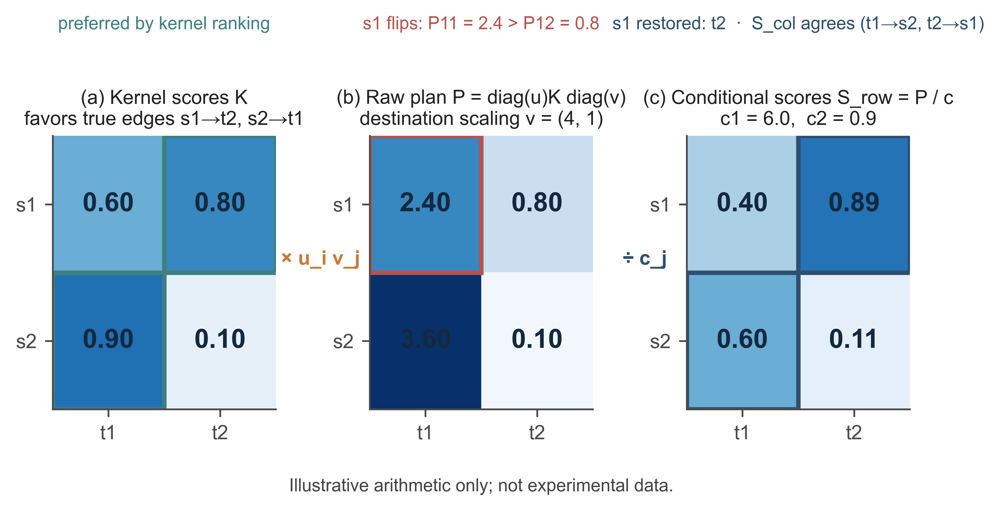 preferred by kernel ranking
s1 flips: P11 = 2.4 > P12 = 0.8
s1 restored: t2 · S_col agrees (t1→s2, t2→s1)
(a) Kernel scores K
favors true edges s1→t2, s2→t1
(b) Raw plan P = diag(u)K diag(v)
destination scaling v = (4, 1)
(c) Conditional scores S_row = P / c
c1 = 6.0, c2 = 0.9
s1
0.60
0.80
s2
0.90
0.10
t1
t2
× u_i v_j
s1
2.40
0.80
s2
3.60
0.10
t1
t2
÷ c_j
s1
0.40
0.89
s2
0.60
0.11
t1
t2
Illustrative arithmetic only; not experimental data.